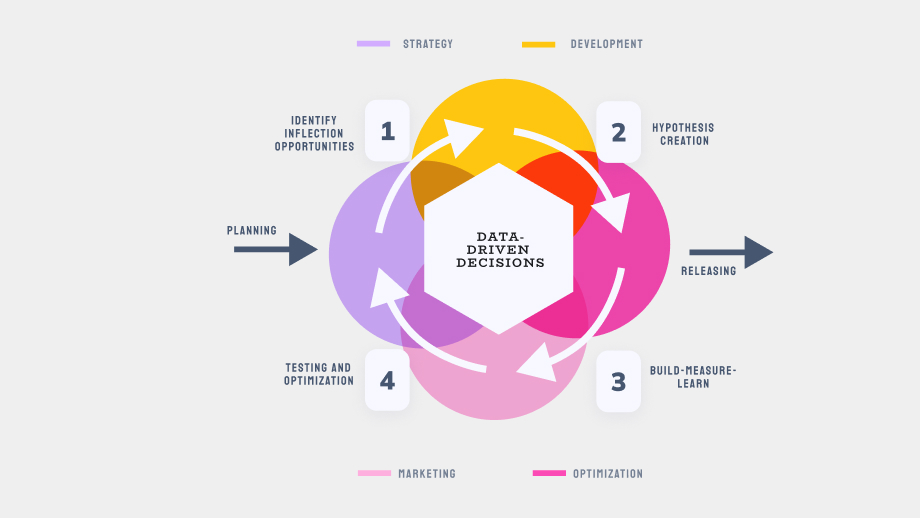 STRATEGY
DEVELOPMENT
IDENTIFY
INFLECTION
OPPORTUNITIES
1
2
HYPOTHESIS
CREATION
PLANNING
DATA-
DRIVEN
DECISIONS
RELEASING
TESTING AND
OPTIMIZATION
4
3
BUILD-MEASURE-
LEARN
MARKETING
OPTIMIZATION